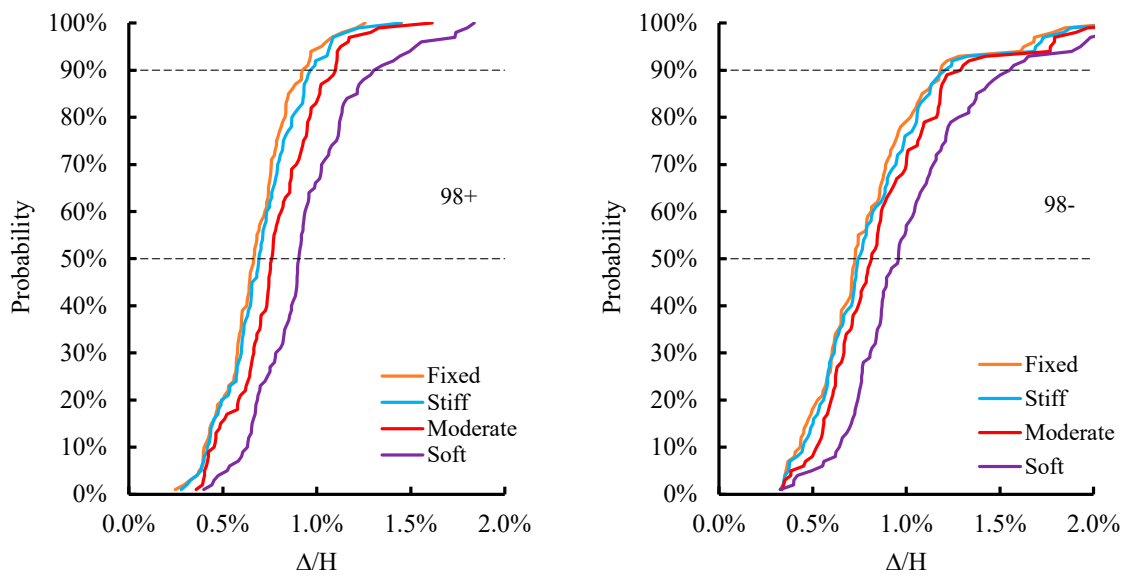 100%
90%
80%
70%
60%
50%
40%
30%
20%
10%
0%
Probability
98+
Fixed
Stiff
Moderate
Soft
0.0% 0.5% 1.0% 1.5% 2.0%
Δ/H
100%
90%
80%
70%
60%
50%
40%
30%
20%
10%
0%
Probability
98-
Fixed
Stiff
Moderate
Soft
0.0% 0.5% 1.0% 1.5% 2.0%
Δ/H